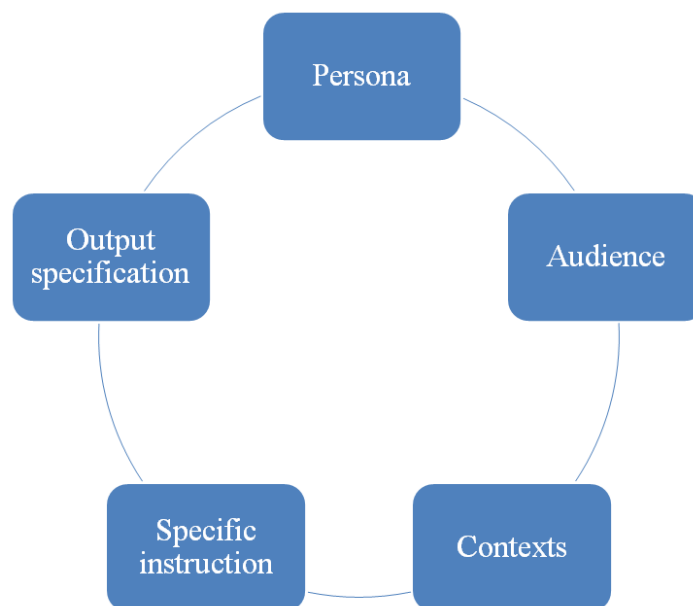 Persona
Audience
Contexts
Specific
instruction
Output
specification